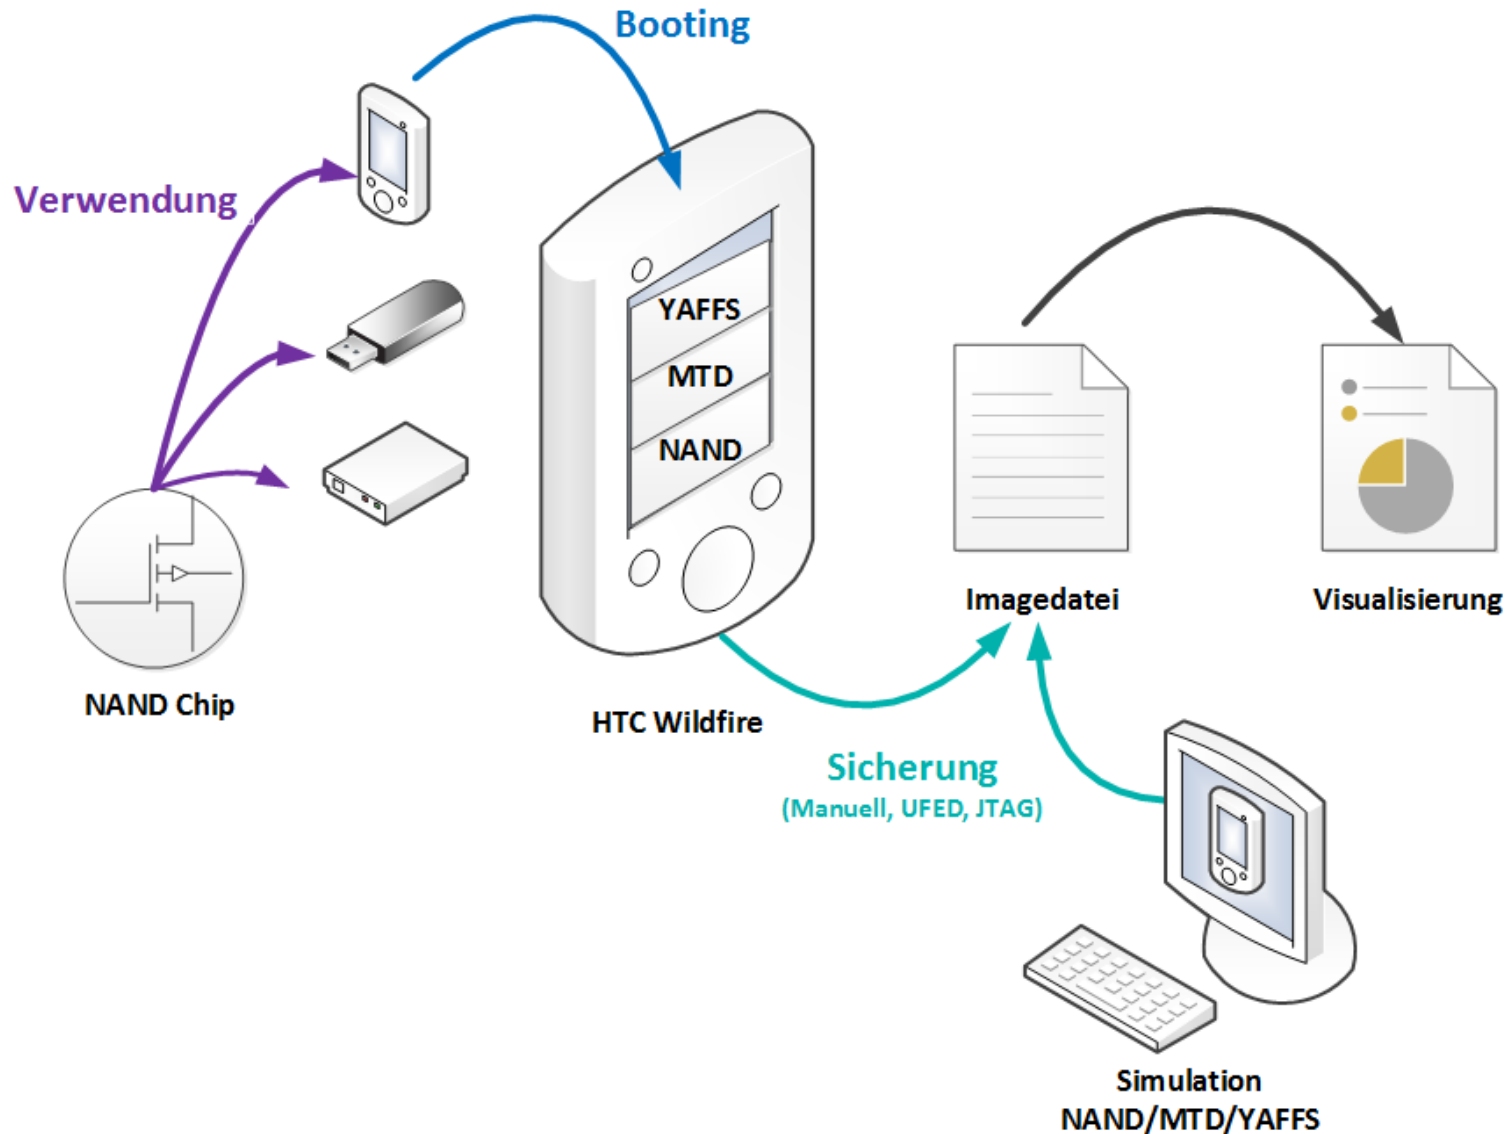 Booting
Verwendung
YAFFS
MTD
NAND
NAND Chip
HTC Wildfire
Imagedatei
Visualisierung
Sicherung
(Manuell, UFED, JTAG)
Simulation
NAND/MTD/YAFFS